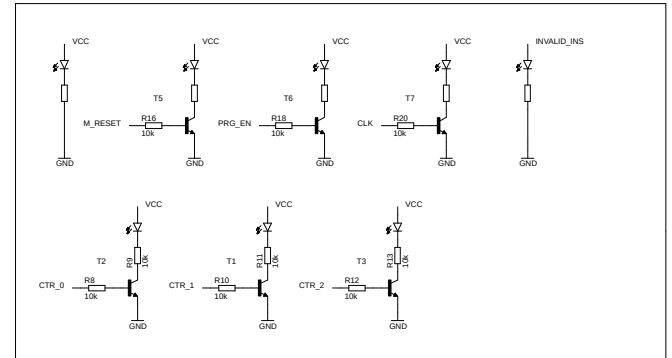 VCC VCC VCC VCC INVALID_INS
T5 T6 T7
M_RESET R16 10k PRG_EN R18 10k CLK R20 10k
GND GND GND GND GND
VCC VCC VCC
R9 10k R11 10k R13 10k
T2 T1 T3
CTR_0 R8 10k CTR_1 R10 10k CTR_2 R12 10k
GND GND GND